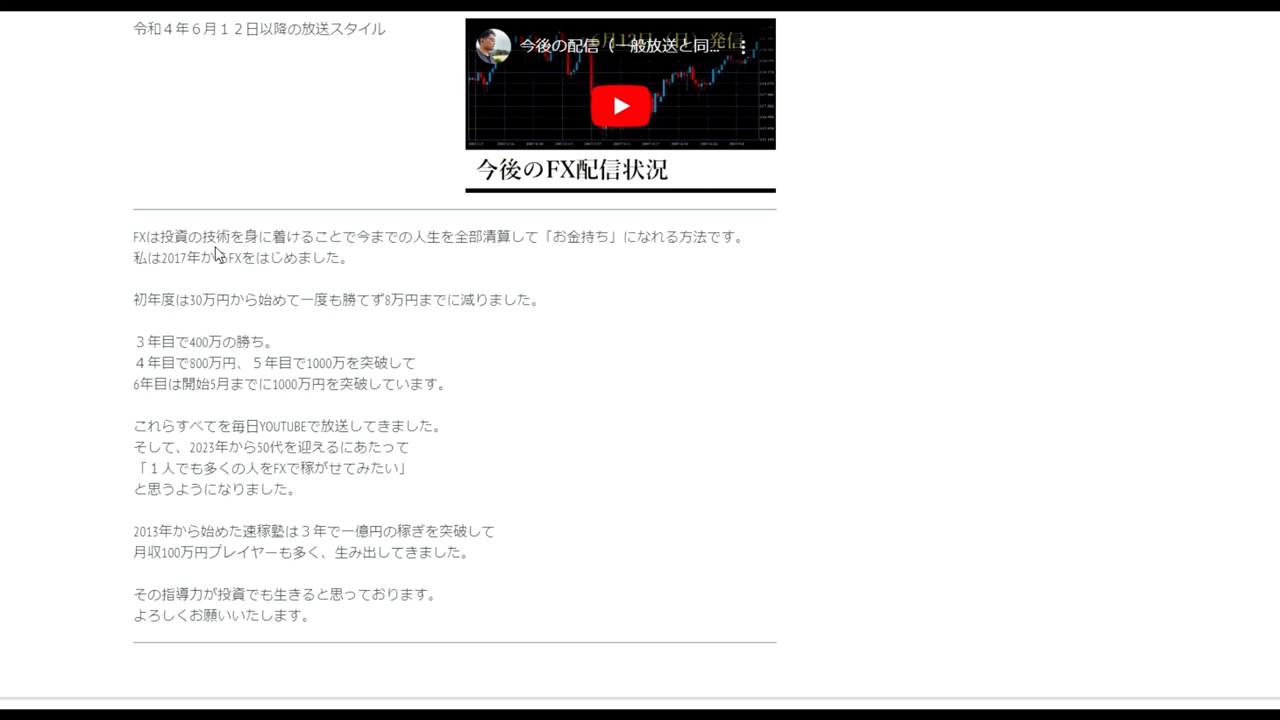 令和４年６月１２日以降の放送スタイル
6月12日（日）発信
今後の配信（一般放送と同...
今後のFX配信状況
FXは投資の技術を身に着けることで今までの人生を全部清算して「お金持ち」になれる方法です。
私は2017年からFXをはじめました。
初年度は30万円から始めて一度も勝てず8万円までに減りました。
３年目で400万の勝ち。
４年目で800万円、５年目で1000万を突破して
6年目は開始5月までに1000万円を突破しています。
これらすべてを毎日YOUTUBEで放送してきました。
そして、2023年から50代を迎えるにあたって
「１人でも多くの人をFXで稼がせてみたい」
と思うようになりました。
2013年から始めた速稼塾は３年で一億円の稼ぎを突破して
月収100万円プレイヤーも多く、生み出してきました。
その指導力が投資でも生きると思っております。
よろしくお願いいたします。